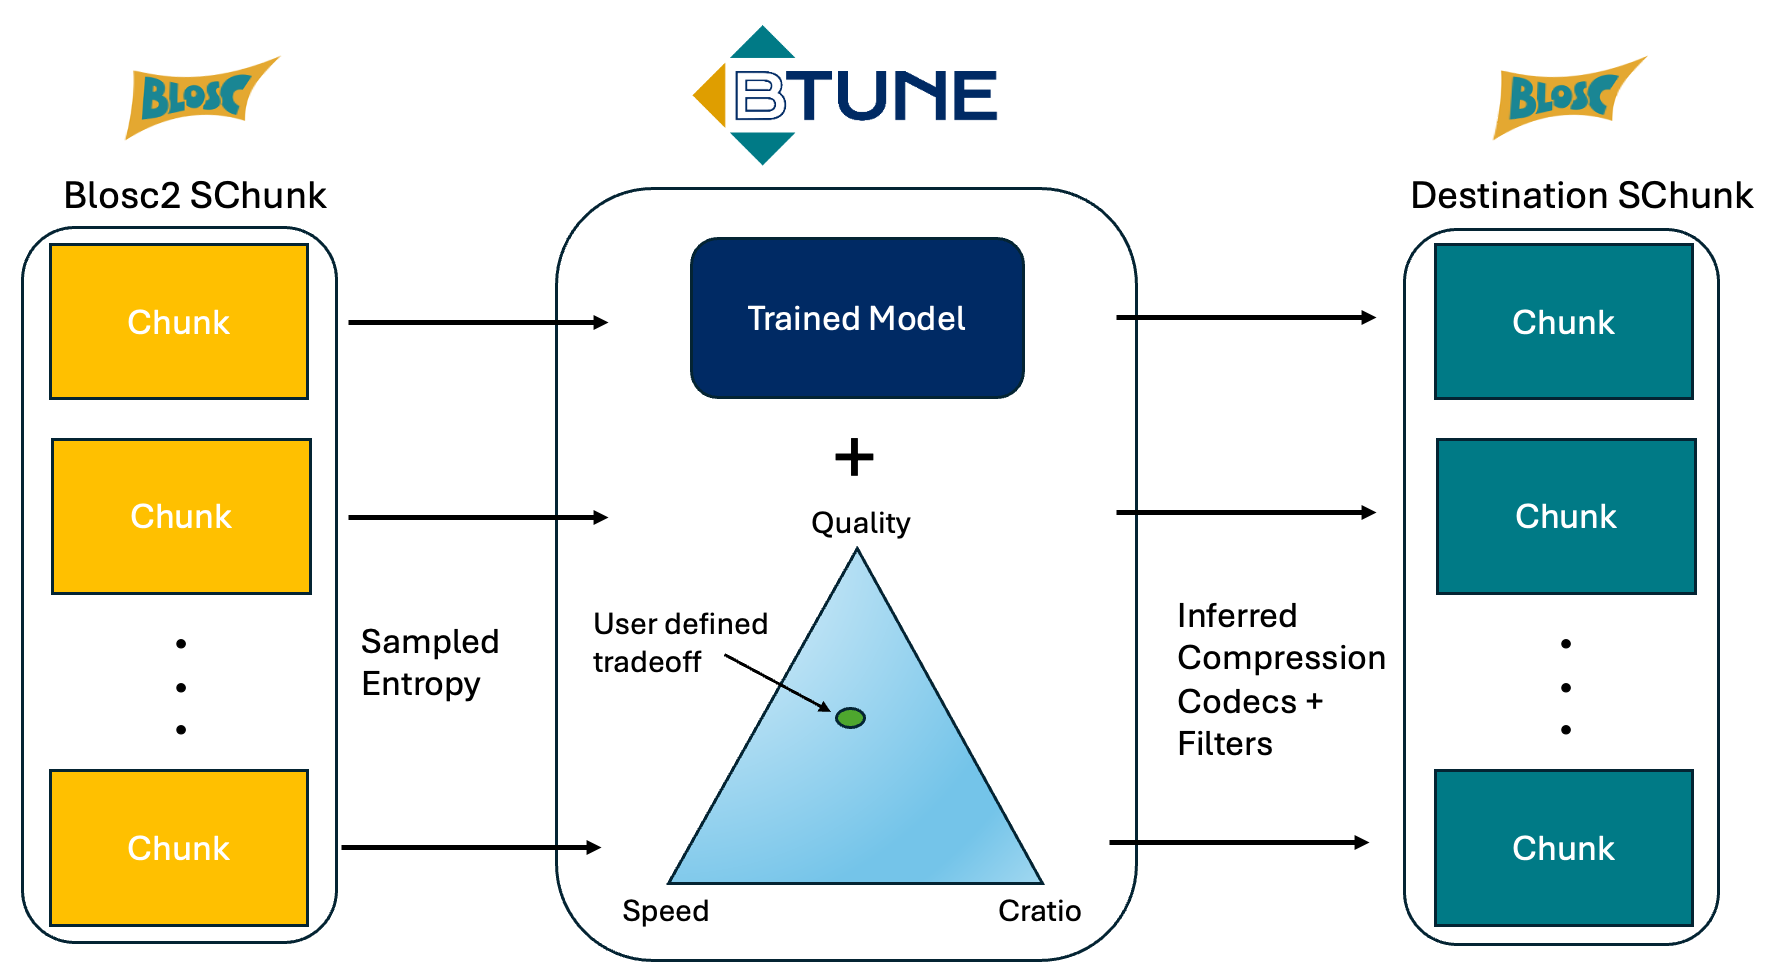 BLOSC
BTUNE
BLOSC
Blosc2 SChunk
Destination SChunk
Chunk
Trained Model
Chunk
Chunk
+
Chunk
Quality
User defined
tradeoff
Sampled
Entropy
Inferred
Compression
Codecs +
Filters
Chunk
Chunk
Speed
Cratio